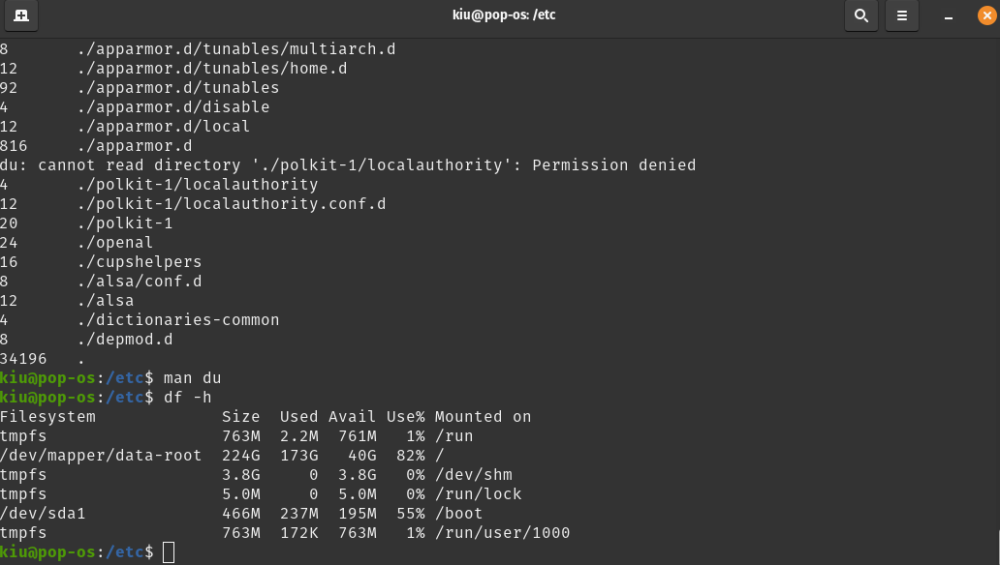 kiu@pop-os: /etc
8       ./apparmor.d/tunables/multiarch.d
12      ./apparmor.d/tunables/home.d
92      ./apparmor.d/tunables
4       ./apparmor.d/disable
12      ./apparmor.d/local
816     ./apparmor.d
du: cannot read directory './polkit-1/localauthority': Permission denied
4       ./polkit-1/localauthority
12      ./polkit-1/localauthority.conf.d
20      ./polkit-1
24      ./openal
16      ./cupshelpers
8       ./alsa/conf.d
12      ./alsa
4       ./dictionaries-common
8       ./depmod.d
34196   .
kiu@pop-os:/etc$ man du
kiu@pop-os:/etc$ df -h
Filesystem             Size  Used Avail Use% Mounted on
tmpfs                  763M  2.2M  761M   1% /run
/dev/mapper/data-root  224G  173G   40G  82% /
tmpfs                  3.8G     0  3.8G   0% /dev/shm
tmpfs                  5.0M     0  5.0M   0% /run/lock
/dev/sda1              466M  237M  195M  55% /boot
tmpfs                  763M  172K  763M   1% /run/user/1000
kiu@pop-os:/etc$